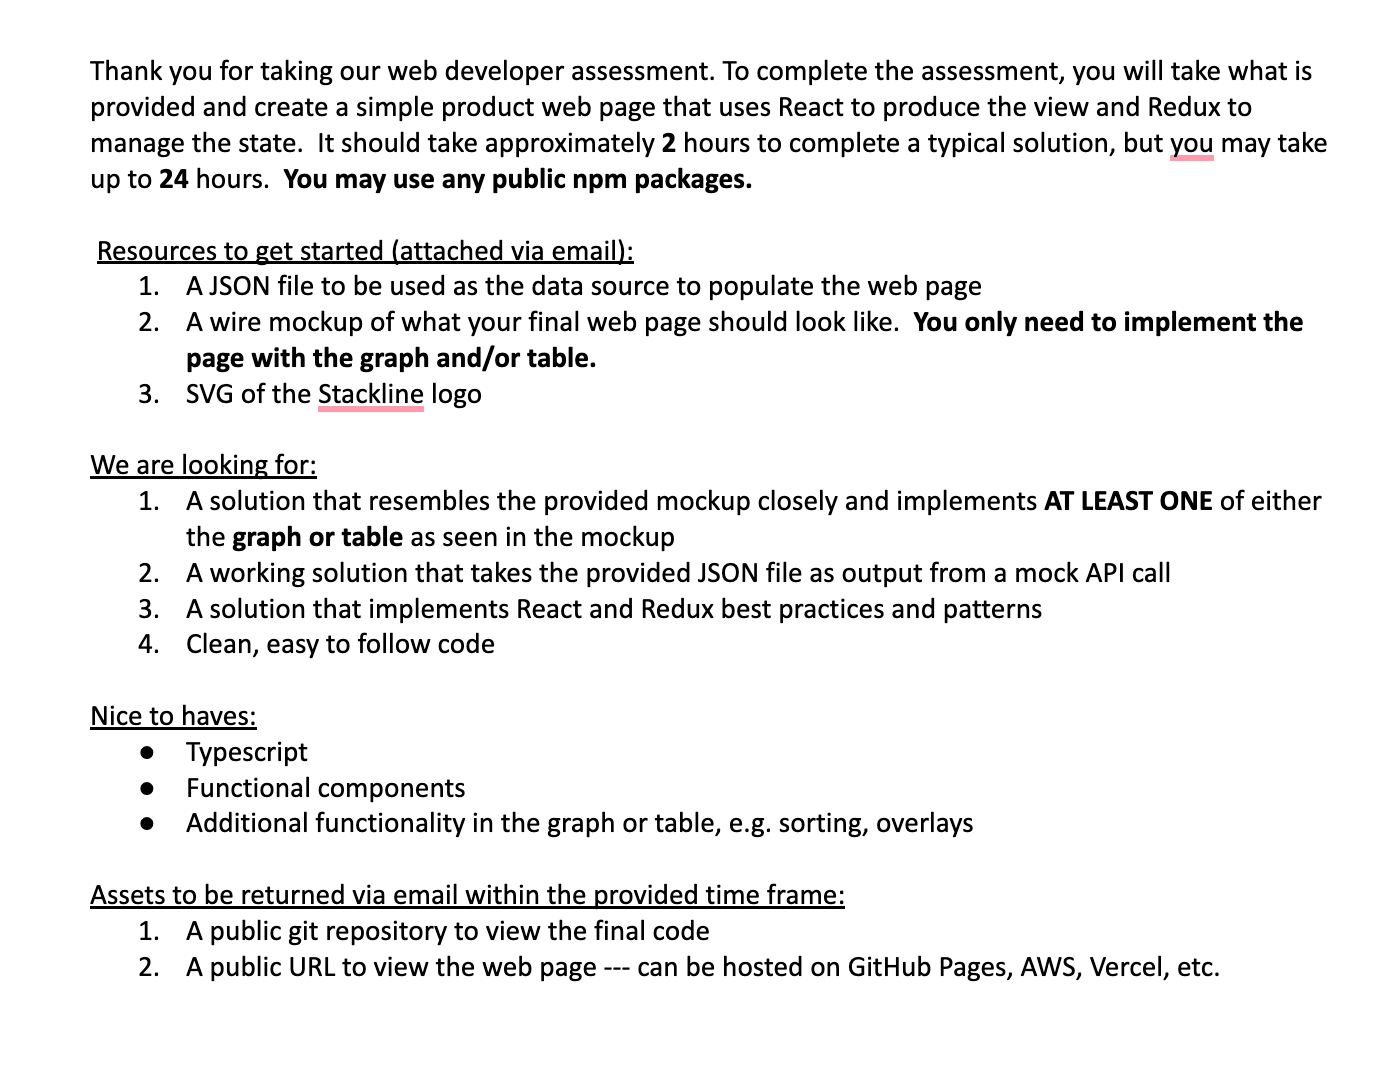 Thank you for taking our web developer assessment. To complete the assessment, you will take what is
provided and create a simple product web page that uses React to produce the view and Redux to
manage the state.  It should take approximately 2 hours to complete a typical solution, but you may take
up to 24 hours.  You may use any public npm packages.
Resources to get started (attached via email):
1. A JSON file to be used as the data source to populate the web page
2. A wire mockup of what your final web page should look like.  You only need to implement the
page with the graph and/or table.
3. SVG of the Stackline logo
We are looking for:
1. A solution that resembles the provided mockup closely and implements AT LEAST ONE of either
the graph or table as seen in the mockup
2. A working solution that takes the provided JSON file as output from a mock API call
3. A solution that implements React and Redux best practices and patterns
4. Clean, easy to follow code
Nice to haves:
● Typescript
● Functional components
● Additional functionality in the graph or table, e.g. sorting, overlays
Assets to be returned via email within the provided time frame:
1. A public git repository to view the final code
2. A public URL to view the web page --- can be hosted on GitHub Pages, AWS, Vercel, etc.